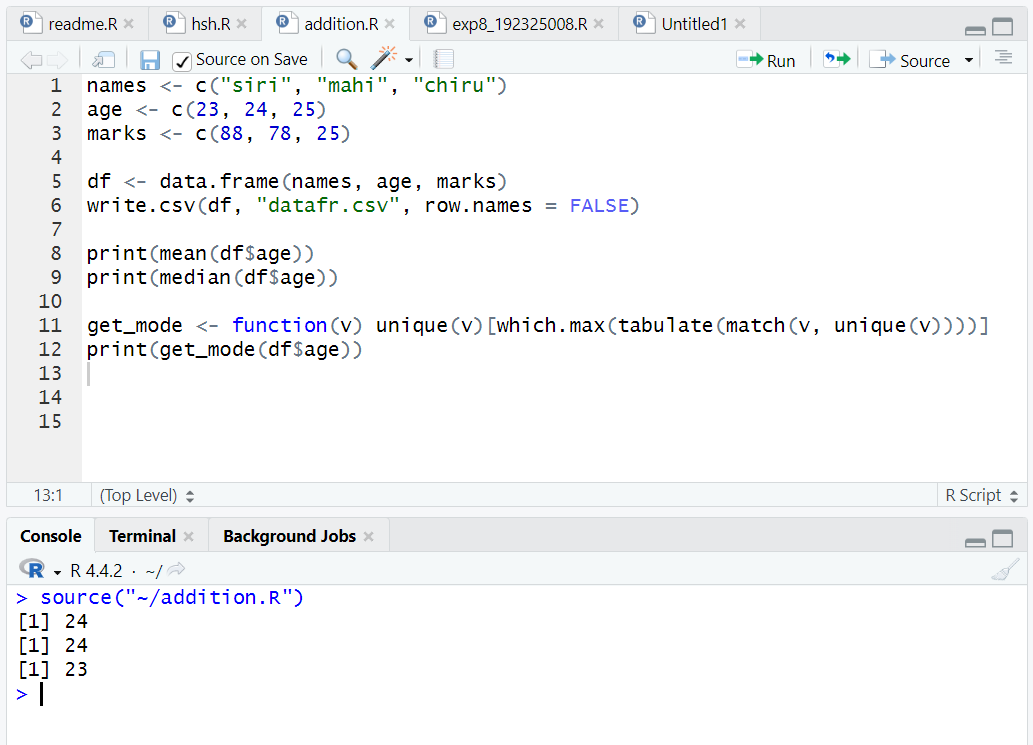 readme.R hsh.R addition.R exp8_192325008.R Untitled1
Source on Save Run Source
1 names <- c("siri", "mahi", "chiru")
2 age <- c(23, 24, 25)
3 marks <- c(88, 78, 25)
4
5 df <- data.frame(names, age, marks)
6 write.csv(df, "datafr.csv", row.names = FALSE)
7
8 print(mean(df$age))
9 print(median(df$age))
10
11 get_mode <- function(v) unique(v)[which.max(tabulate(match(v, unique(v))))]
12 print(get_mode(df$age))
13
14
15
13:1 (Top Level) R Script
Console Terminal Background Jobs
R R 4.4.2 · ~/
> source("~/addition.R")
[1] 24
[1] 24
[1] 23
>